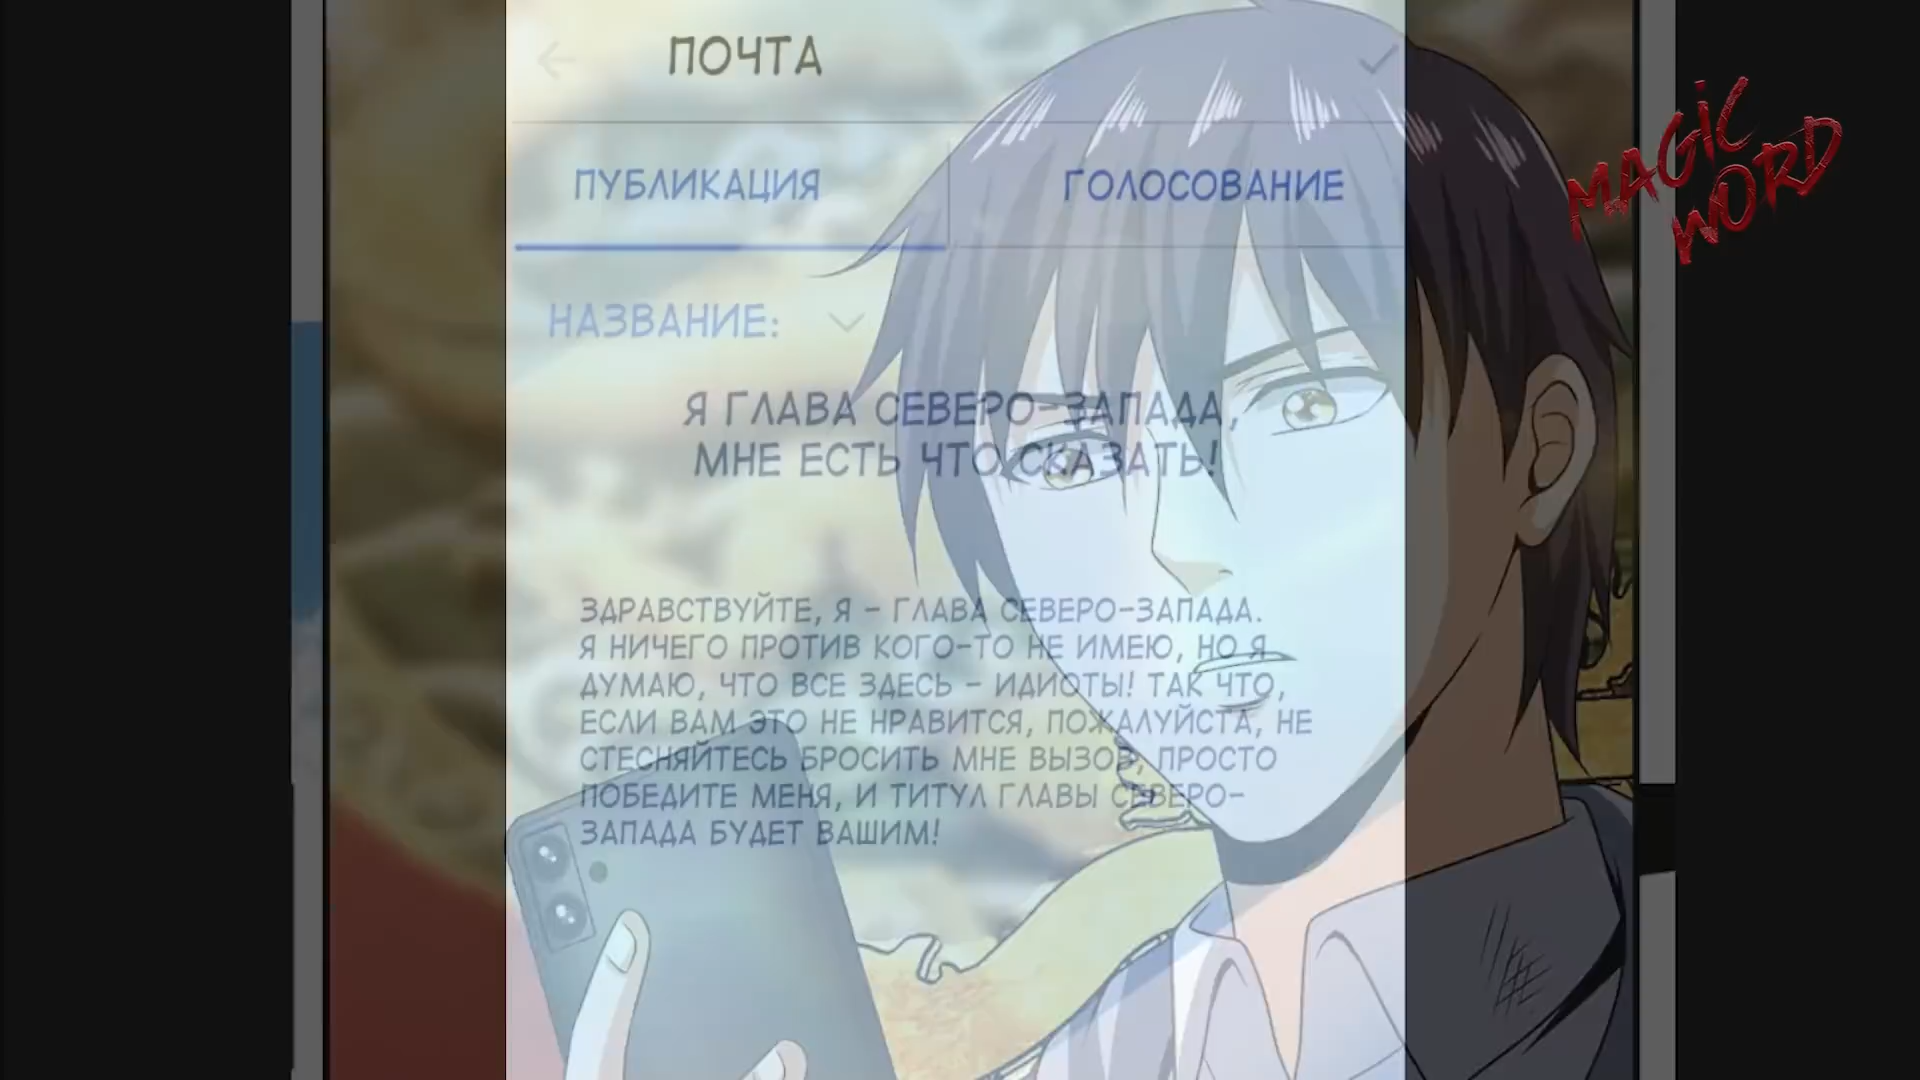 ПОЧТА
ПУБЛИКАЦИЯ
ГОЛОСОВАНИЕ
НАЗВАНИЕ:
Я ГЛАВА СЕВЕРО-ЗАПАДА,
МНЕ ЕСТЬ ЧТО СКАЗАТЬ!
ЗДРАВСТВУЙТЕ, Я - ГЛАВА СЕВЕРО-ЗАПАДА.
Я НИЧЕГО ПРОТИВ КОГО-ТО НЕ ИМЕЮ, НО Я
ДУМАЮ, ЧТО ВСЕ ЗДЕСЬ - ИДИОТЫ! ТАК ЧТО,
ЕСЛИ ВАМ ЭТО НЕ НРАВИТСЯ, ПОЖАЛУЙСТА, НЕ
СТЕСНЯЙТЕСЬ БРОСИТЬ МНЕ ВЫЗОВ, ПРОСТО
ПОБЕДИТЕ МЕНЯ, И ТИТУЛ ГЛАВЫ СЕВЕРО-
ЗАПАДА БУДЕТ ВАШИМ!
MAGiC
WORD